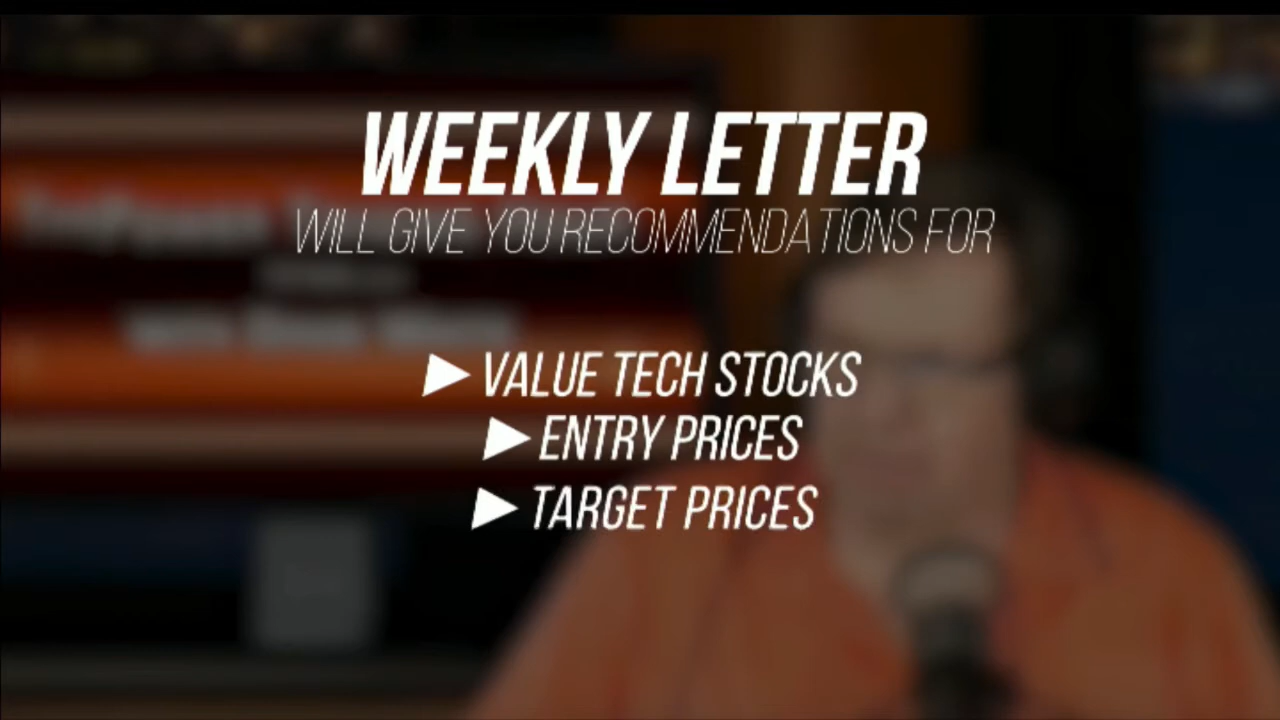 WEEKLY LETTER
WILL GIVE YOU RECOMMENDATIONS FOR
VALUE TECH STOCKS
ENTRY PRICES
TARGET PRICES